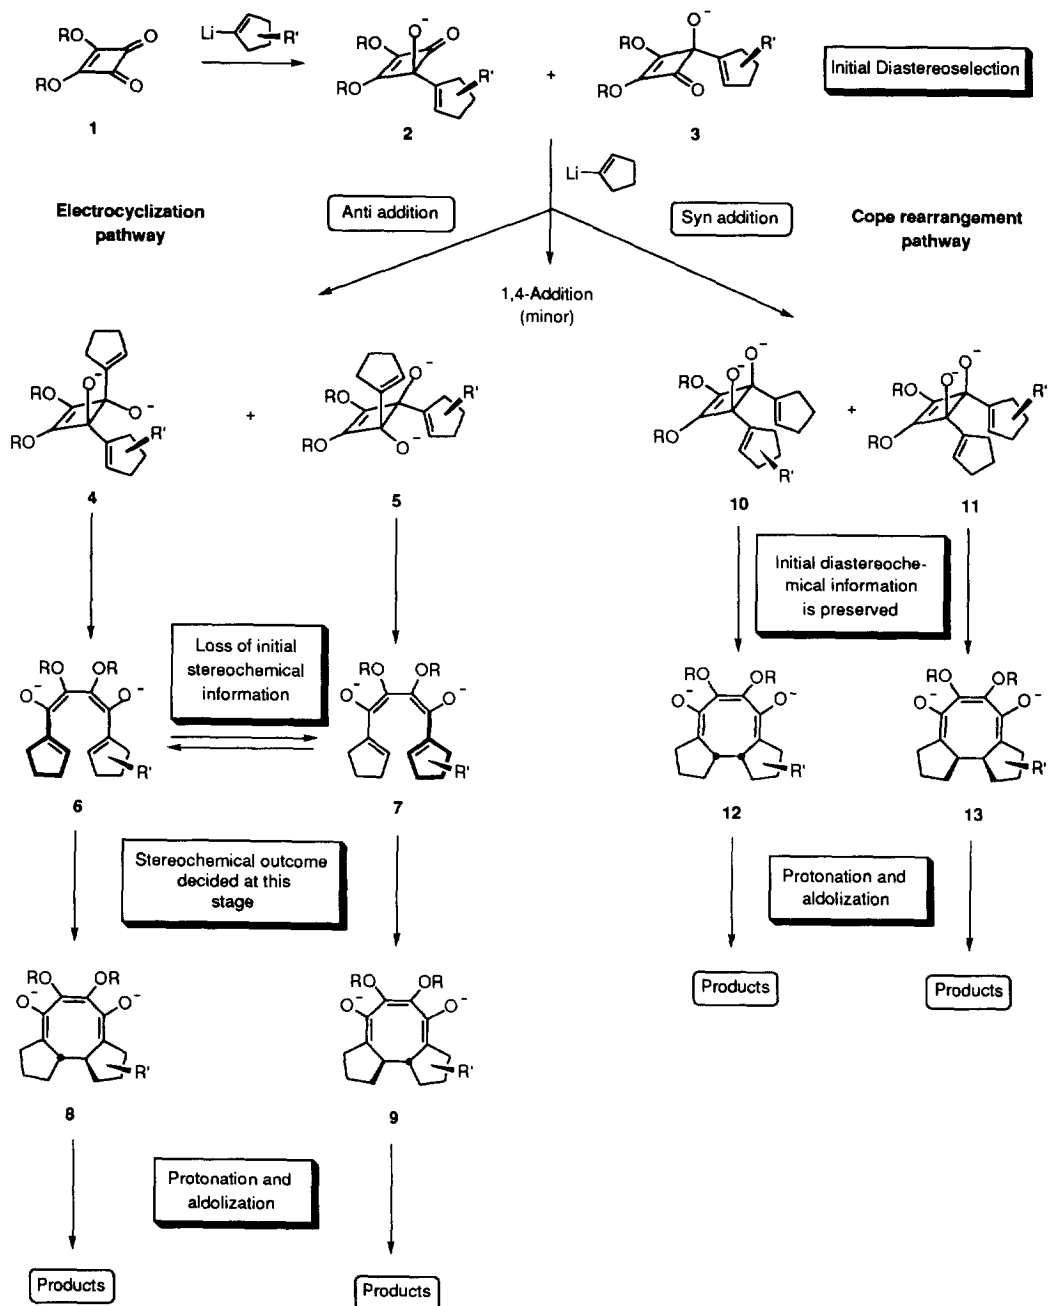 RO
RO
O
O
1
Li
R'
O⁻
RO
RO
O
R'
2
+
O⁻
RO
RO
O
R'
3
Initial Diastereoselection
Li
Electrocyclization
pathway
Anti addition
Syn addition
Cope rearrangement
pathway
1,4-Addition
(minor)
O⁻
O⁻
RO
RO
R'
4
+
RO
RO
O⁻
O⁻
R'
5
O⁻
O⁻
RO
RO
R'
10
+
O⁻
O⁻
RO
RO
R'
11
Initial diastereoche-
mical information
is preserved
Loss of initial
stereochemical
information
RO OR
O⁻ O⁻
R'
6
RO OR
O⁻ O⁻
R'
7
RO OR
O⁻ O⁻
R'
12
RO OR
O⁻ O⁻
R'
13
Stereochemical outcome
decided at this
stage
Protonation and
aldolization
RO OR
O⁻ O⁻
R'
8
RO OR
O⁻ O⁻
R'
9
Products
Products
Protonation and
aldolization
Products
Products